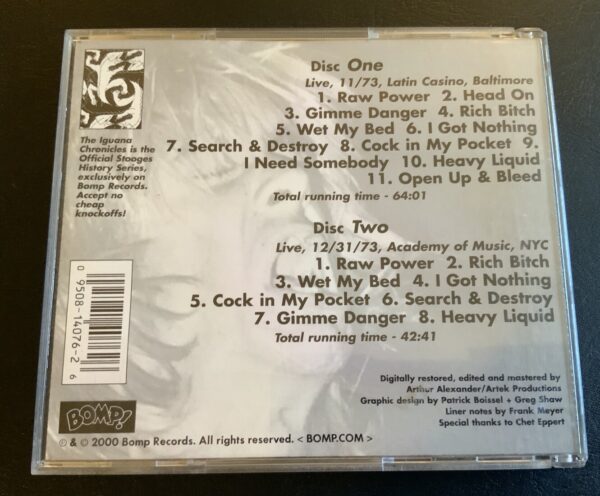 Disc One
Live, 11/73, Latin Casino, Baltimore
1. Raw Power 2. Head On
3. Gimme Danger 4. Rich Bitch
5. Wet My Bed 6. I Got Nothing
7. Search & Destroy 8. Cock in My Pocket 9.
I Need Somebody 10. Heavy Liquid
11. Open Up & Bleed
Total running time - 64:01
Disc Two
Live, 12/31/73, Academy of Music, NYC
1. Raw Power 2. Rich Bitch
3. Wet My Bed 4. I Got Nothing
5. Cock in My Pocket 6. Search & Destroy
7. Gimme Danger 8. Heavy Liquid
Total running time - 42:41
The Iguana
Chronicles is the
Official Stooges
History Series,
exclusively on
Bomp Records.
Accept no
cheap
knockoffs!
0 9508-14076-2 6
Digitally restored, edited and mastered by
Arthur Alexander/Artek Productions
Graphic design by Patrick Boissel + Greg Shaw
Liner notes by Frank Meyer
Special thanks to Chet Eppert
BOMP!
℗ & © 2000 Bomp Records. All rights reserved. < BOMP.COM >